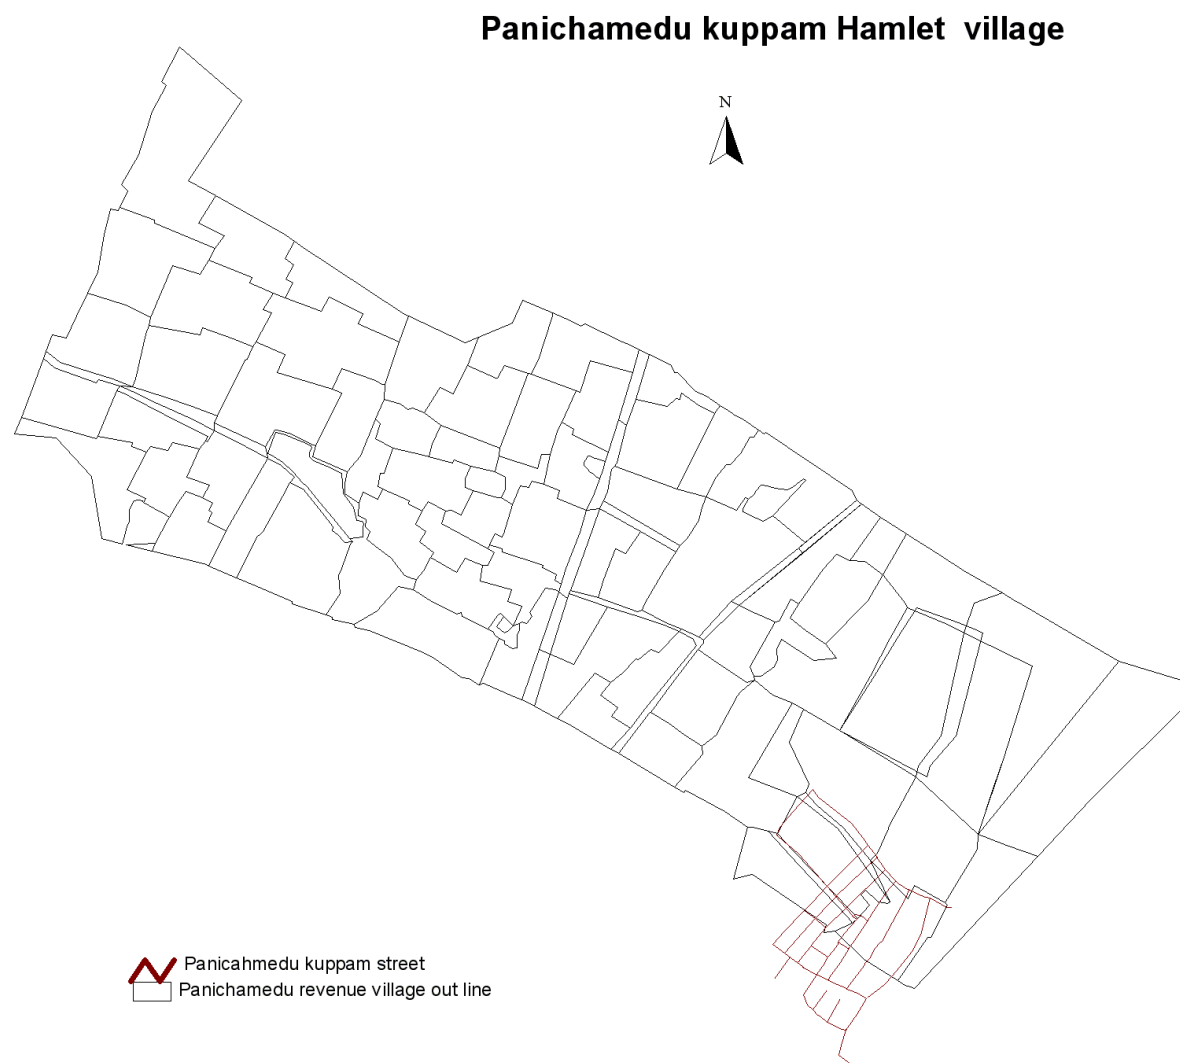 Panichamedu kuppam Hamlet village
N
Panicahmedu kuppam street
Panichamedu revenue village out line